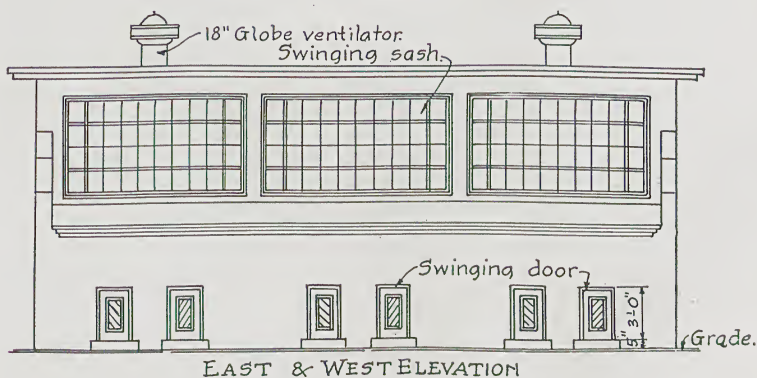 18" Globe ventilator.
Swinging sash.
Swinging door
3'-0"
5"
Grade.
EAST & WEST ELEVATION